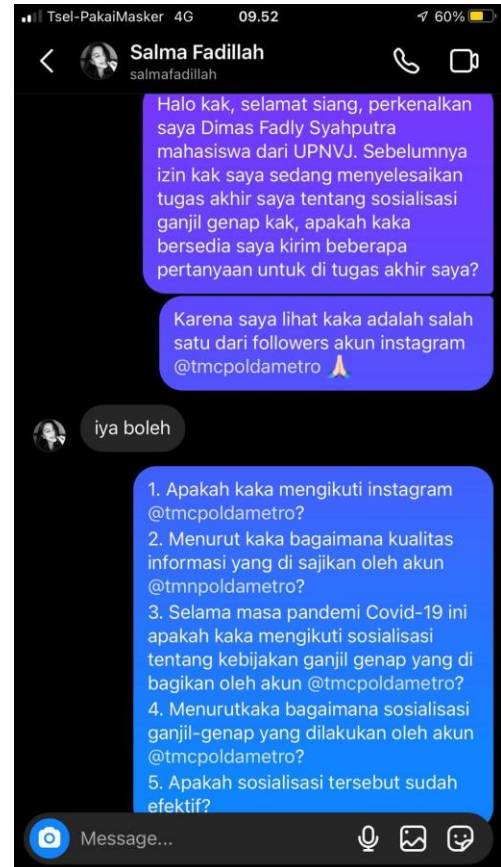 Tsel-PakaiMasker 4G 09.52 60%
Salma Fadillah
salmafadillah
Halo kak, selamat siang, perkenalkan
saya Dimas Fadly Syahputra
mahasiswa dari UPNVJ. Sebelumnya
izin kak saya sedang menyelesaikan
tugas akhir saya tentang sosialisasi
ganjil genap kak, apakah kaka
bersedia saya kirim beberapa
pertanyaan untuk di tugas akhir saya?
Karena saya lihat kaka adalah salah
satu dari followers akun instagram
@tmcpoldametro 🙏🏻
iya boleh
1. Apakah kaka mengikuti instagram
@tmcpoldametro?
2. Menurut kaka bagaimana kualitas
informasi yang di sajikan oleh akun
@tmnpoldametro?
3. Selama masa pandemi Covid-19 ini
apakah kaka mengikuti sosialisasi
tentang kebijakan ganjil genap yang di
bagikan oleh akun @tmcpoldametro?
4. Menurutkaka bagaimana sosialisasi
ganjil-genap yang dilakukan oleh akun
@tmcpoldametro?
5. Apakah sosialisasi tersebut sudah
efektif?
Message...